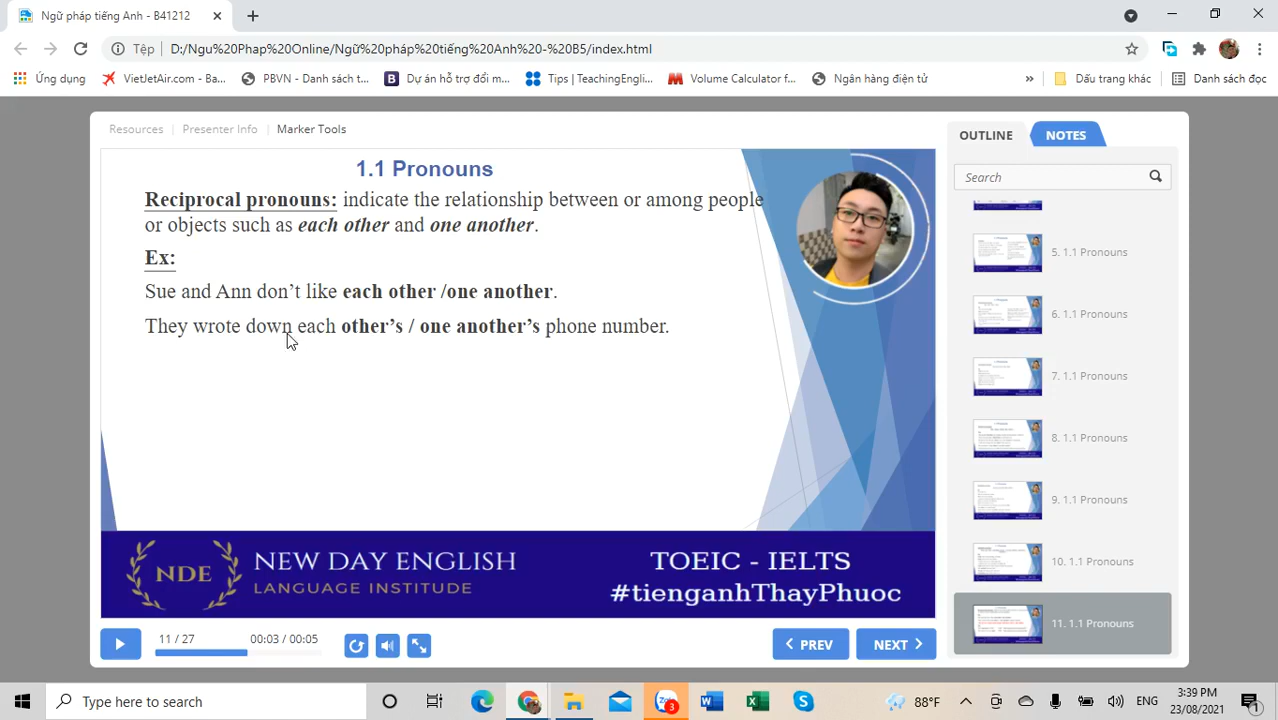 Ngữ pháp tiếng Anh - B41212
Tệp
D:/Ngu%20Phap%20Online/Ngữ%20pháp%20tiếng%20Anh%20-%20B5/index.html
Ứng dụng
VietJetAir.com - Ba...
PBVN - Danh sách t...
Dự án hỗ trợ đổi m...
Tips | TeachingEngli...
Volume Calculator f...
Ngân hàng điện tử
»
Dấu trang khác
Danh sách đọc
Resources | Presenter Info | Marker Tools
1.1 Pronouns
Reciprocal pronouns: indicate the relationship between or among people
or objects such as each other and one another.
Ex:
Sue and Ann don't like each other /one another.
They wrote down each other's / one another's phone number.
NDE
NEW DAY ENGLISH
LANGUAGE INSTITUTE
TOEIC - IELTS
#tienganhThayPhuoc
11 / 27
PREV
NEXT
OUTLINE
NOTES
Search
5. 1.1 Pronouns
6. 1.1 Pronouns
7. 1.1 Pronouns
8. 1.1 Pronouns
9. 1.1 Pronouns
10. 1.1 Pronouns
11. 1.1 Pronouns
Type here to search
3
88°F
ENG
3:39 PM
23/08/2021
1